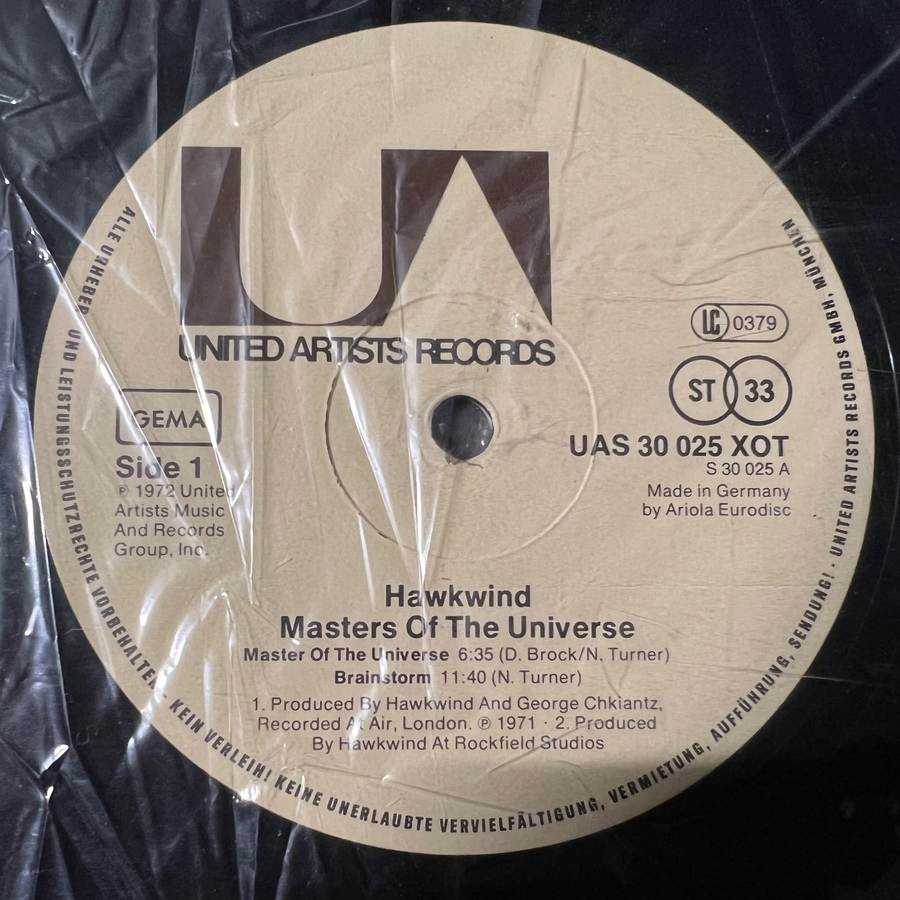 UA
UNITED ARTISTS RECORDS
LC 0379
ST 33
GEMA
Side 1
℗ 1972 United
Artists Music
And Records
Group, Inc.
UAS 30 025 XOT
S 30 025 A
Made in Germany
by Ariola Eurodisc
Hawkwind
Masters Of The Universe
Master Of The Universe 6:35 (D. Brock/N. Turner)
Brainstorm 11:40 (N. Turner)
1. Produced By Hawkwind And George Chkiantz,
Recorded At Air, London. ℗ 1971 · 2. Produced
By Hawkwind At Rockfield Studios
ALLE URHEBER- UND LEISTUNGSSCHUTZRECHTE VORBEHALTEN · KEIN VERLEIH! KEINE UNERLAUBTE VERVIELFÄLTIGUNG, VERMIETUNG, AUFFÜHRUNG, SENDUNG! · UNITED ARTISTS RECORDS GMBH, MÜNCHEN